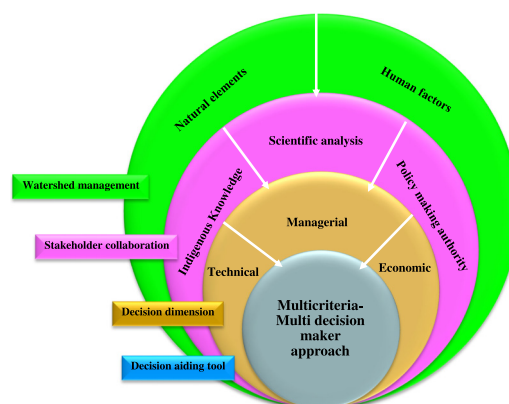 Natural elements
Human factors
Scientific analysis
Indigenous Knowledge
Policy making authority
Managerial
Technical
Economic
Multicriteria-
Multi decision
maker
approach
Watershed management
Stakeholder collaboration
Decision dimension
Decision aiding tool